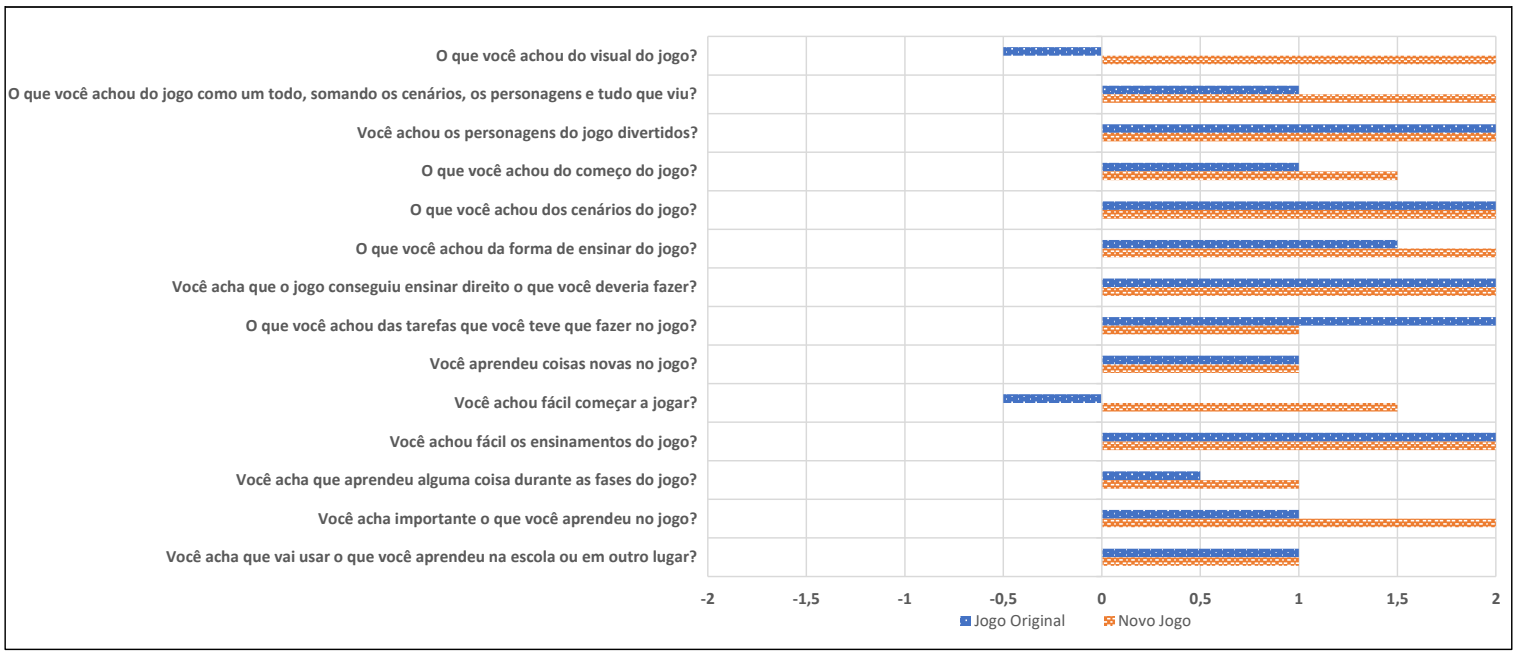 O que você achou do visual do jogo?
O que você achou do jogo como um todo, somando os cenários, os personagens e tudo que viu?
Você achou os personagens do jogo divertidos?
O que você achou do começo do jogo?
O que você achou dos cenários do jogo?
O que você achou da forma de ensinar do jogo?
Você acha que o jogo conseguiu ensinar direito o que você deveria fazer?
O que você achou das tarefas que você teve que fazer no jogo?
Você aprendeu coisas novas no jogo?
Você achou fácil começar a jogar?
Você achou fácil os ensinamentos do jogo?
Você acha que aprendeu alguma coisa durante as fases do jogo?
Você acha importante o que você aprendeu no jogo?
Você acha que vai usar o que você aprendeu na escola ou em outro lugar?
-2 -1,5 -1 -0,5 0 0,5 1 1,5 2
Jogo Original Novo Jogo